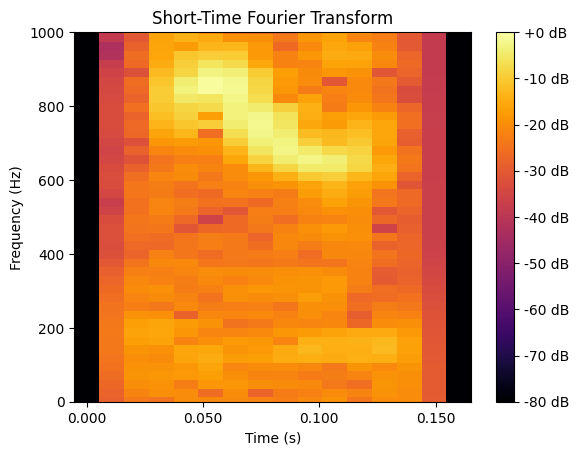 Short-Time Fourier Transform
1000
800
600
400
200
0
Frequency (Hz)
0.000
0.050
0.100
0.150
Time (s)
+0 dB
-10 dB
-20 dB
-30 dB
-40 dB
-50 dB
-60 dB
-70 dB
-80 dB